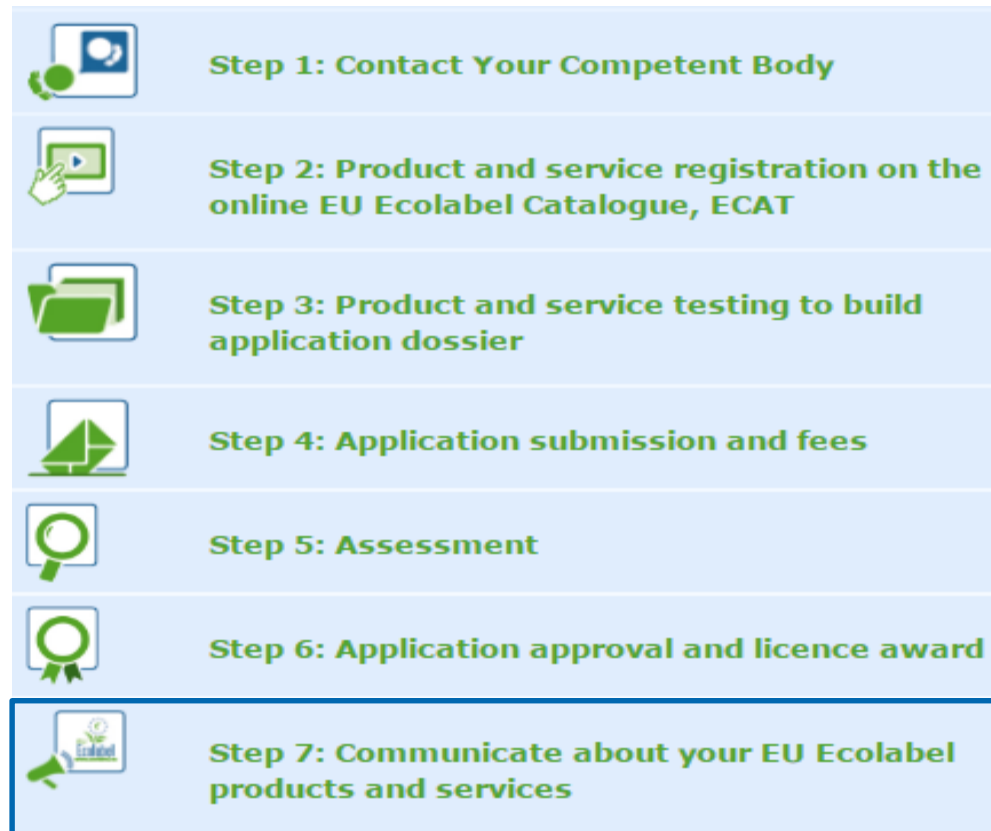 Step 1: Contact Your Competent Body
Step 2: Product and service registration on the
online EU Ecolabel Catalogue, ECAT
Step 3: Product and service testing to build
application dossier
Step 4: Application submission and fees
Step 5: Assessment
Step 6: Application approval and licence award
Ecolabel
Step 7: Communicate about your EU Ecolabel
products and services